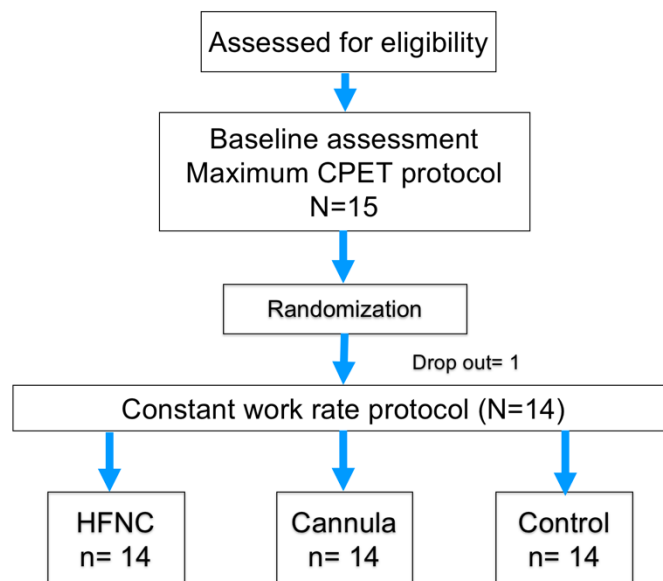 Assessed for eligibility
Baseline assessment
Maximum CPET protocol
N=15
Randomization
Drop out= 1
Constant work rate protocol (N=14)
HFNC
n= 14
Cannula
n= 14
Control
n= 14